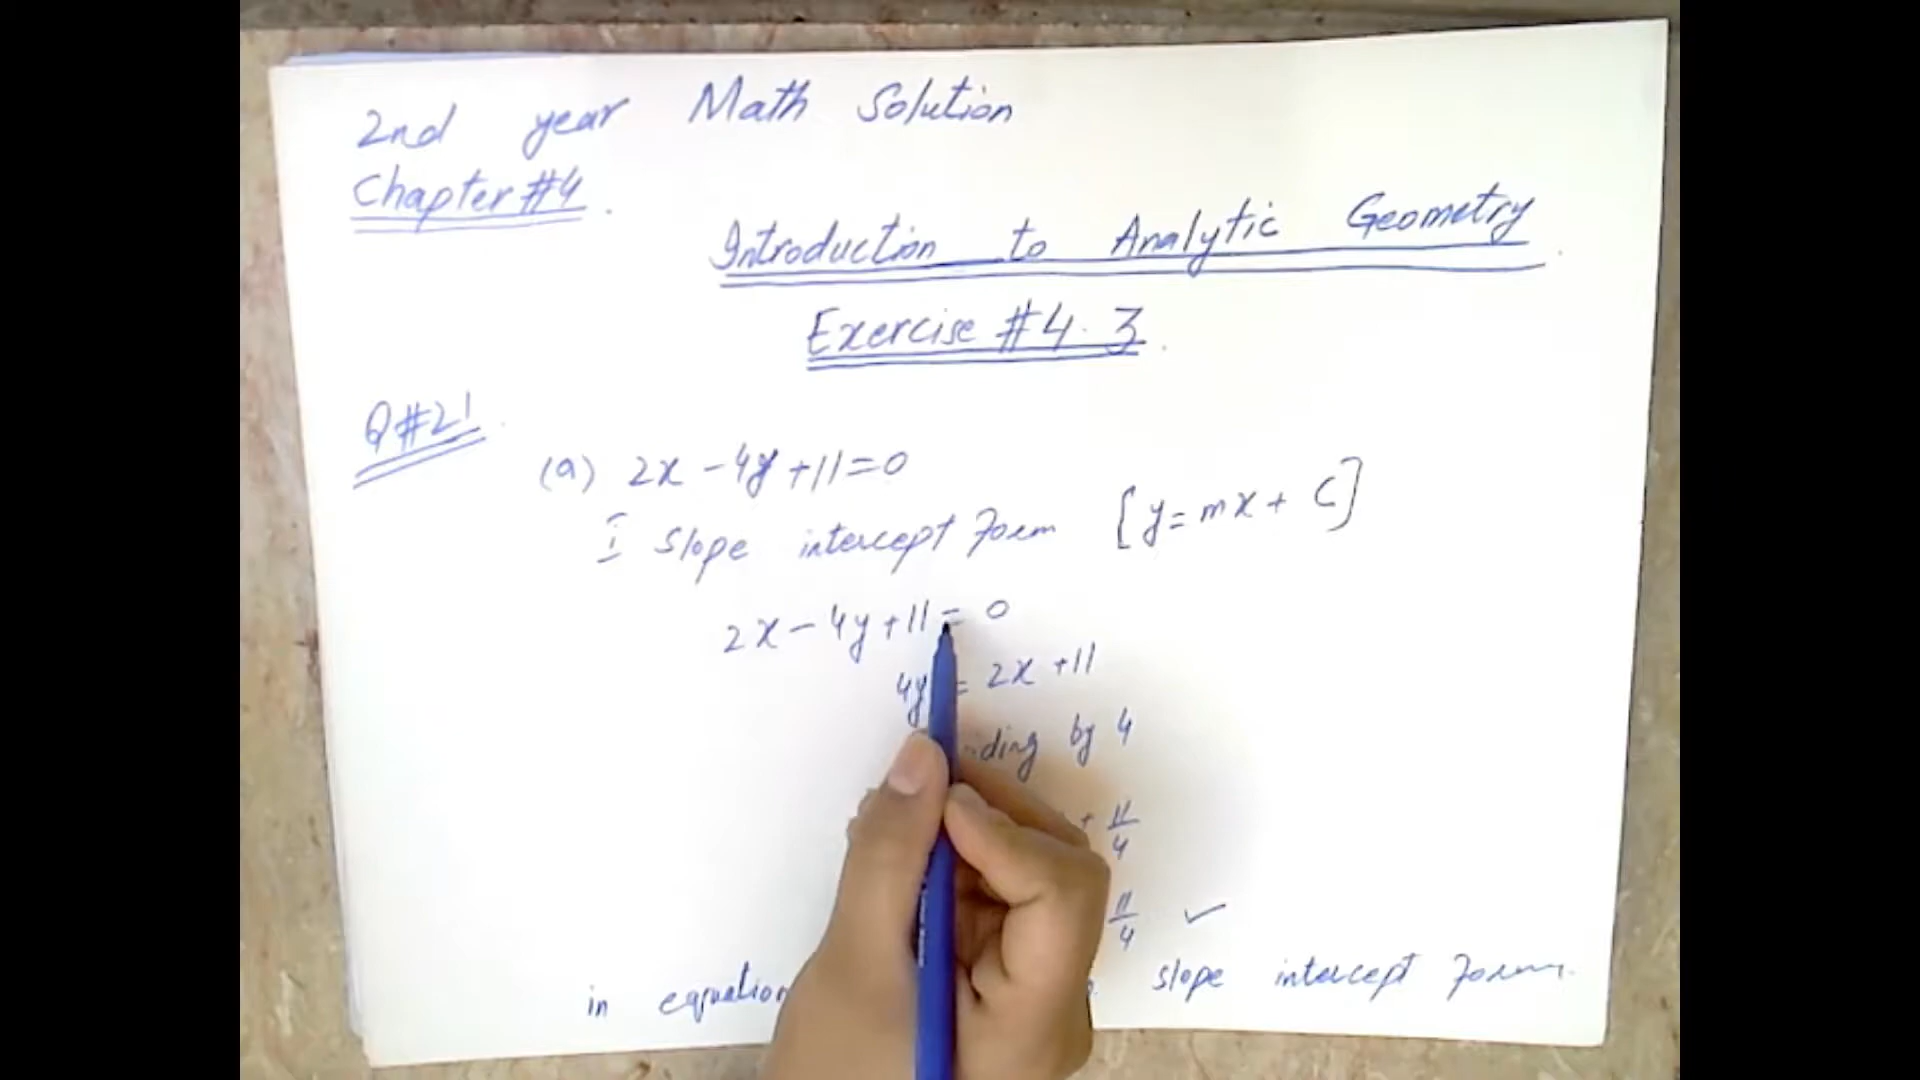 2nd year Math Solution
Chapter #4.
Introduction to Analytic Geometry.
Exercise #4.3.
Q#21.
(a) 2x - 4y + 11 = 0
I Slope intercept Form [y = mx + C]
2x - 4y + 11 = 0
4y = 2x + 11
by 4
+ 11/4
11/4 ✓
in equation slope intercept Form.